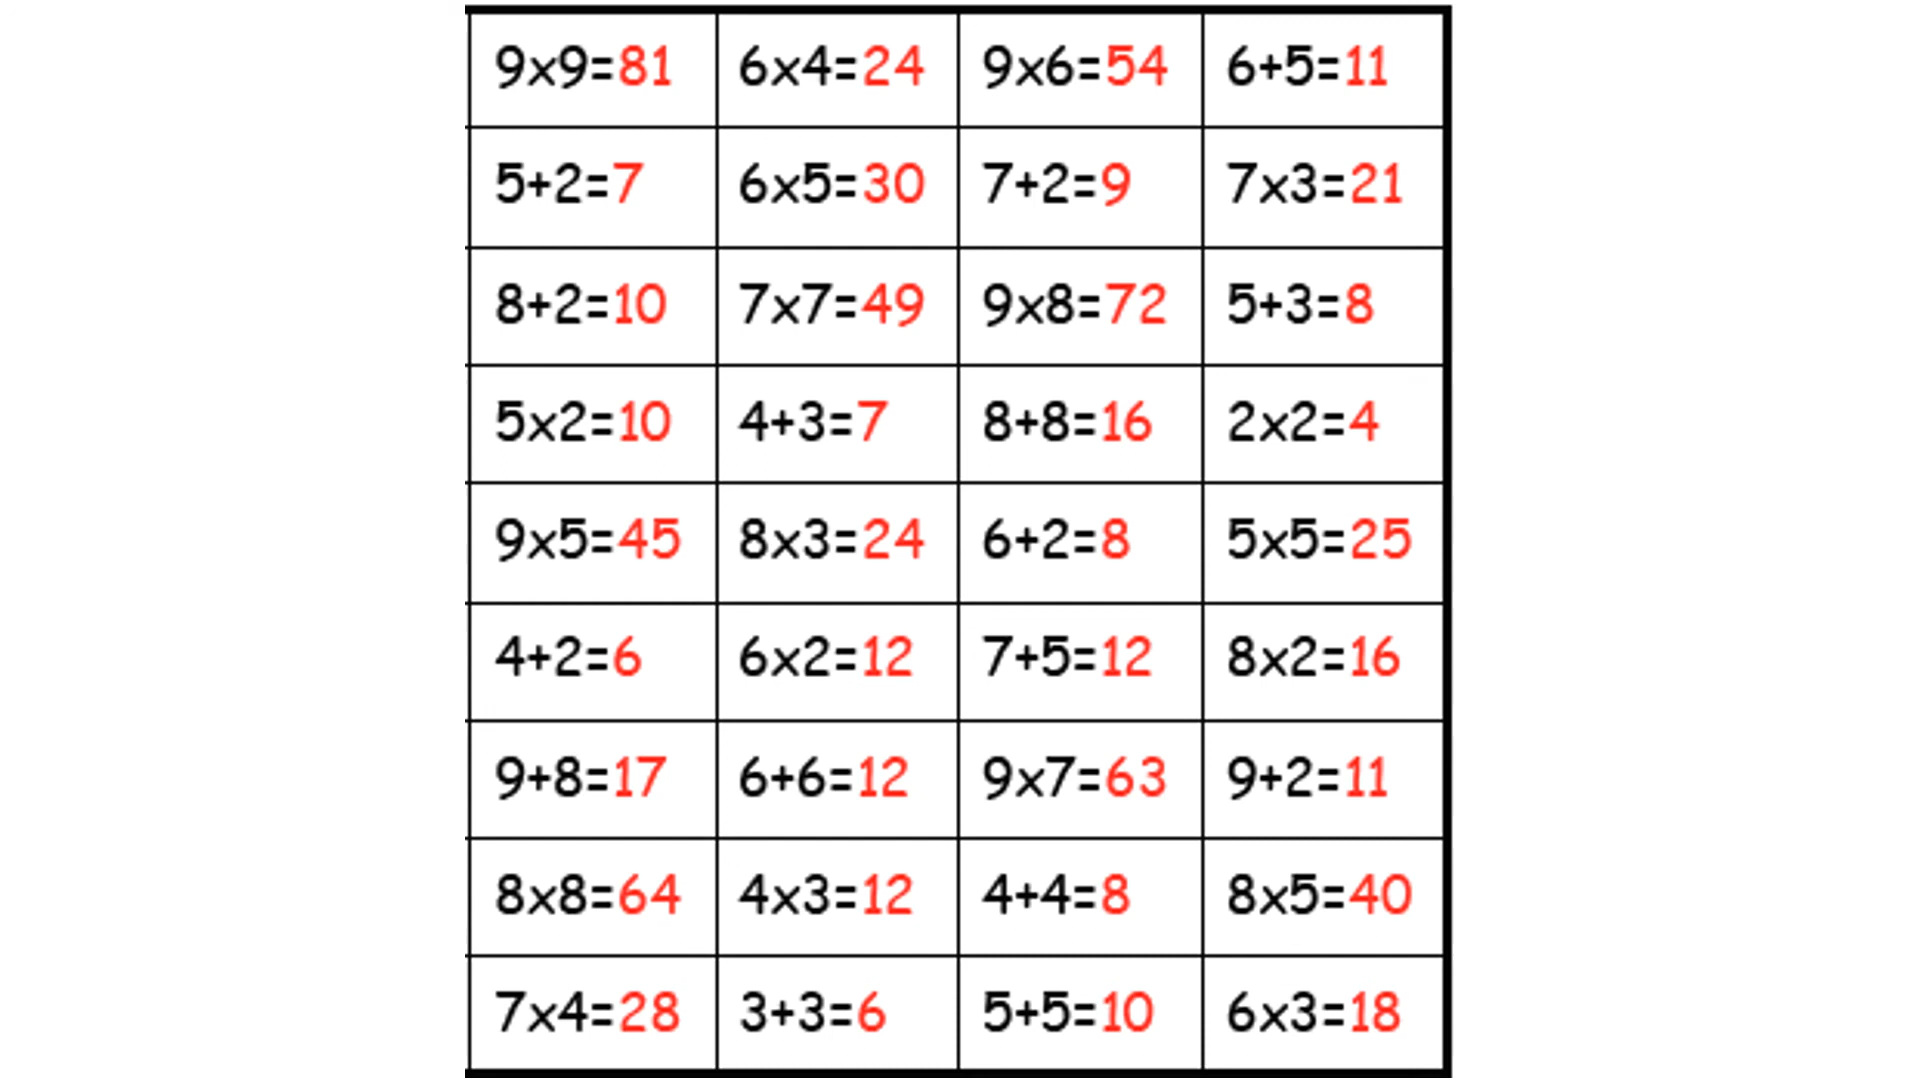 9x9=81 6x4=24 9x6=54 6+5=11
5+2=7 6x5=30 7+2=9 7x3=21
8+2=10 7x7=49 9x8=72 5+3=8
5x2=10 4+3=7 8+8=16 2x2=4
9x5=45 8x3=24 6+2=8 5x5=25
4+2=6 6x2=12 7+5=12 8x2=16
9+8=17 6+6=12 9x7=63 9+2=11
8x8=64 4x3=12 4+4=8 8x5=40
7x4=28 3+3=6 5+5=10 6x3=18